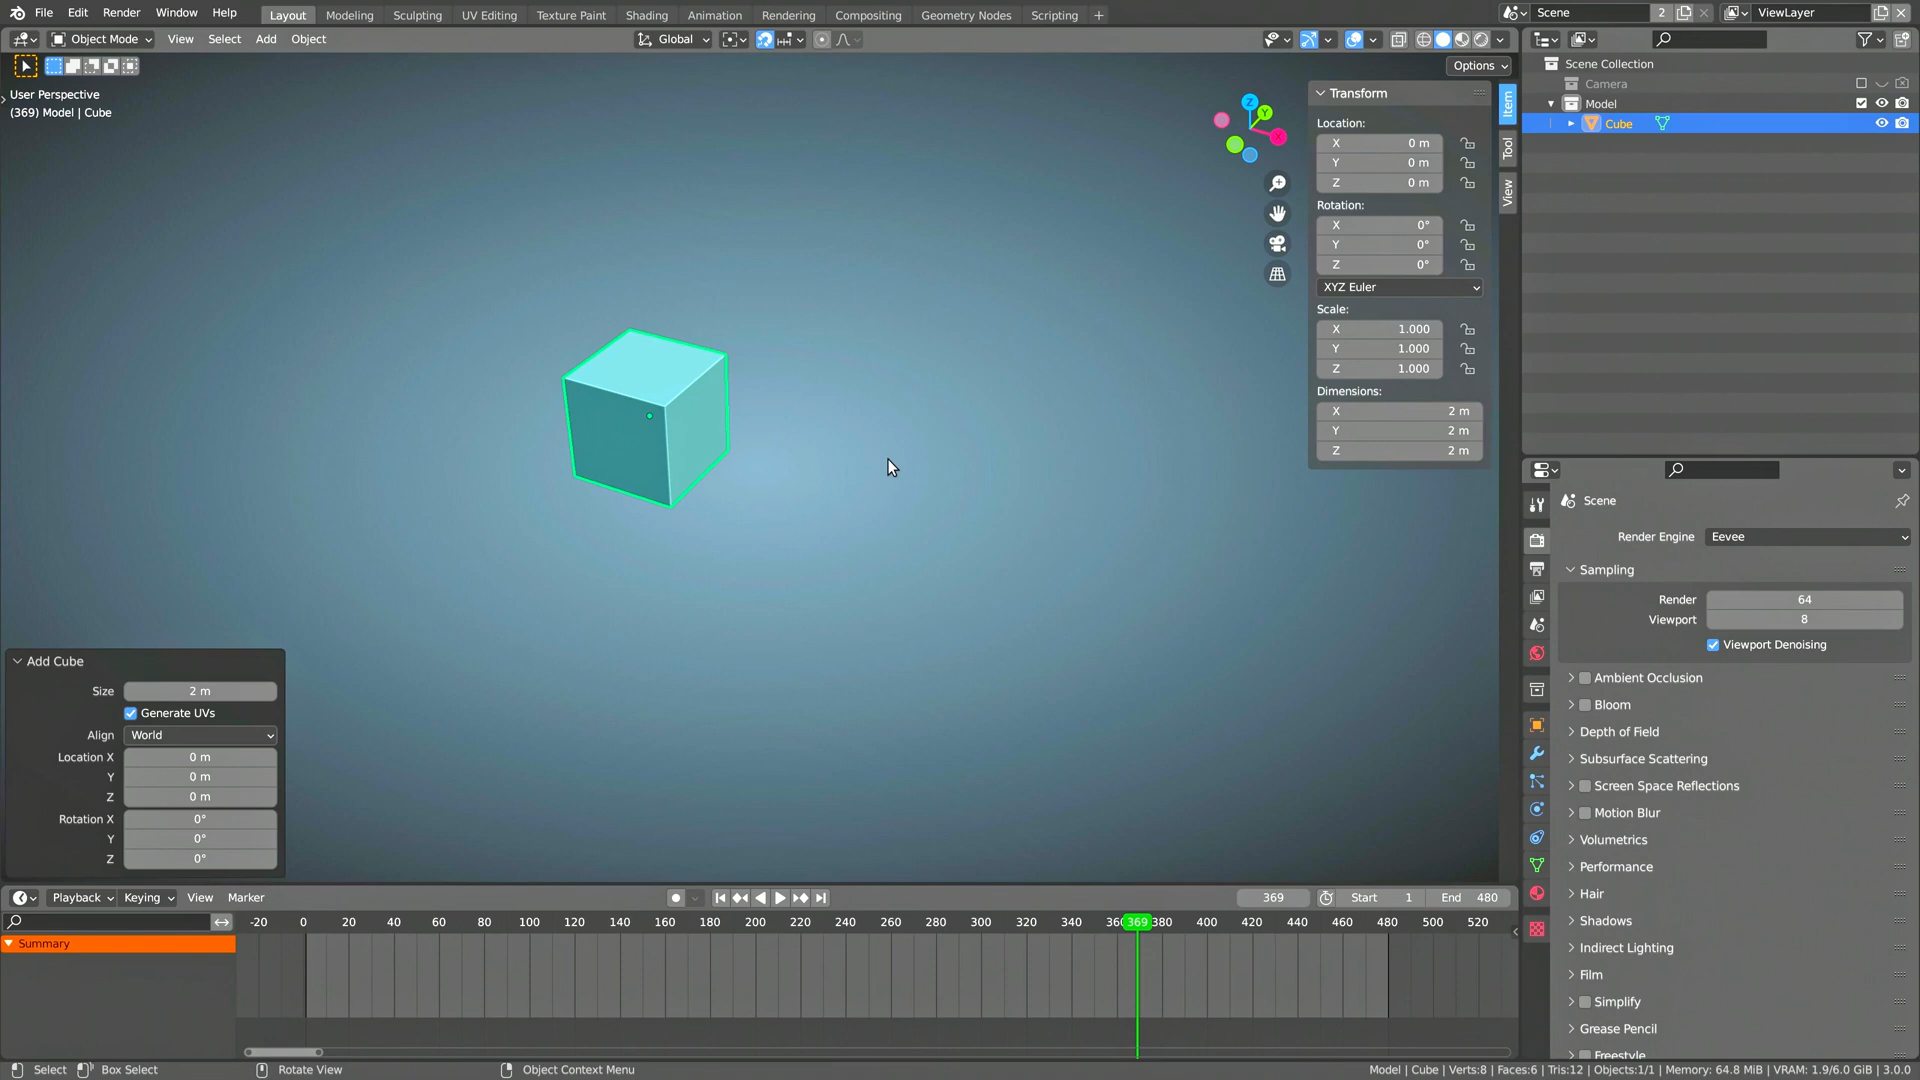 File Edit Render Window Help Layout Modeling Sculpting UV Editing Texture Paint Shading Animation Rendering Compositing Geometry Nodes Scripting + Scene 2 ViewLayer
Object Mode View Select Add Object Global
Options
User Perspective
(369) Model | Cube
Z
Y
X
Transform
Location:
X 0 m
Y 0 m
Z 0 m
Rotation:
X 0°
Y 0°
Z 0°
XYZ Euler
Scale:
X 1.000
Y 1.000
Z 1.000
Dimensions:
X 2 m
Y 2 m
Z 2 m
Item
Tool
View
Scene Collection
Camera
Model
Cube
Scene
Render Engine Eevee
Sampling
Render 64
Viewport 8
Viewport Denoising
Ambient Occlusion
Bloom
Depth of Field
Subsurface Scattering
Screen Space Reflections
Motion Blur
Volumetrics
Performance
Hair
Shadows
Indirect Lighting
Film
Simplify
Grease Pencil
Freestyle
Add Cube
Size 2 m
Generate UVs
Align World
Location X 0 m
Y 0 m
Z 0 m
Rotation X 0°
Y 0°
Z 0°
Playback Keying View Marker 369 Start 1 End 480
-20 0 20 40 60 80 100 120 140 160 180 200 220 240 260 280 300 320 340 36 369 380 400 420 440 460 480 500 520
Summary
Select Box Select Rotate View Object Context Menu Model | Cube | Verts:8 | Faces:6 | Tris:12 | Objects:1/1 | Memory: 64.8 MiB | VRAM: 1.9/6.0 GiB | 3.0.0